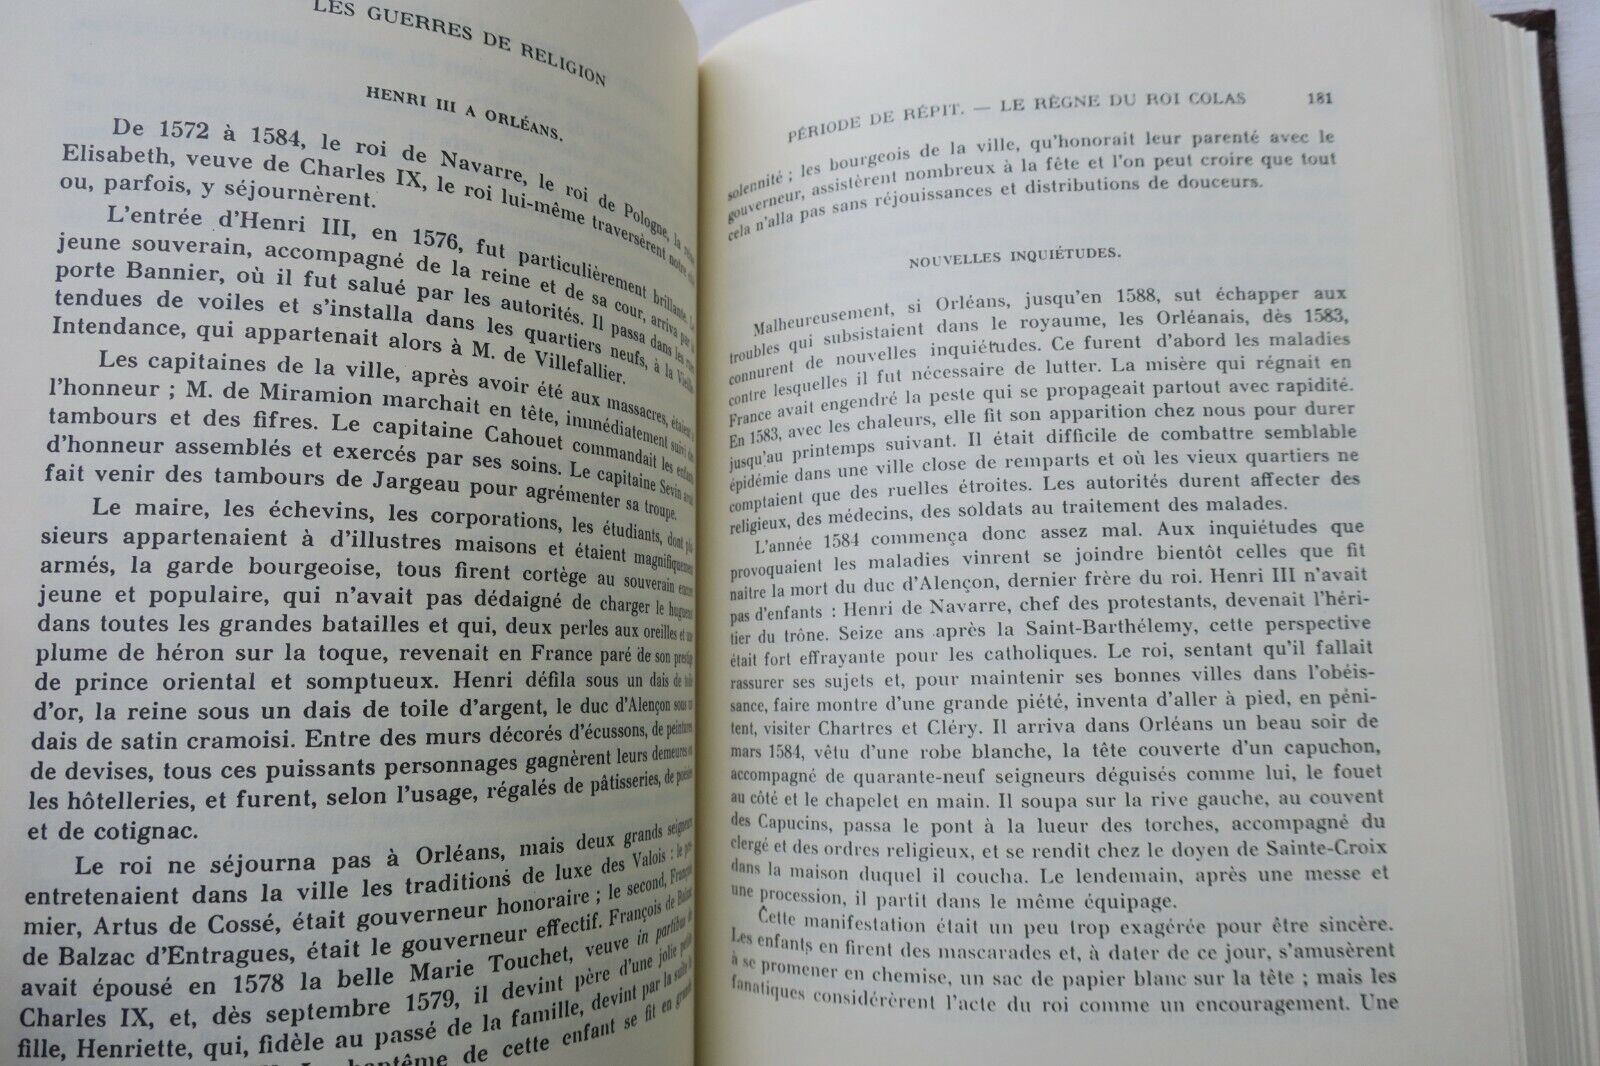 LES GUERRES DE RELIGION
HENRI III A ORLÉANS.
De 1572 à 1584, le roi de Navarre, le roi de Pologne, la reine
Elisabeth, veuve de Charles IX, le roi lui-même traversèrent notre ville
ou, parfois, y séjournèrent.
L'entrée d'Henri III, en 1576, fut particulièrement brillante. Le
jeune souverain, accompagné de la reine et de sa cour, arriva par la
porte Bannier, où il fut salué par les autorités. Il passa dans les rues
tendues de voiles et s'installa dans les quartiers neufs, à la Vieille
Intendance, qui appartenait alors à M. de Villefallier.
Les capitaines de la ville, après avoir été aux massacres, étaient à
l'honneur ; M. de Miramion marchait en tête, immédiatement suivi des
tambours et des fifres. Le capitaine Cahouet commandait les enfants
d'honneur assemblés et exercés par ses soins. Le capitaine Sevin avait
fait venir des tambours de Jargeau pour agrémenter sa troupe.
Le maire, les échevins, les corporations, les étudiants, dont plu-
sieurs appartenaient à d'illustres maisons et étaient magnifiquement
armés, la garde bourgeoise, tous firent cortège au souverain encore
jeune et populaire, qui n'avait pas dédaigné de charger le huguenot
dans toutes les grandes batailles et qui, deux perles aux oreilles et une
plume de héron sur la toque, revenait en France paré de son prestige
de prince oriental et somptueux. Henri défila sous un dais de toile
d'or, la reine sous un dais de toile d'argent, le duc d'Alençon sous un
dais de satin cramoisi. Entre des murs décorés d'écussons, de peintures,
de devises, tous ces puissants personnages gagnèrent leurs demeures ou
les hôtelleries, et furent, selon l'usage, régalés de pâtisseries, de poésies
et de cotignac.
Le roi ne séjourna pas à Orléans, mais deux grands seigneurs
entretenaient dans la ville les traditions de luxe des Valois : le pre-
mier, Artus de Cossé, était gouverneur honoraire ; le second, François
de Balzac d'Entragues, était le gouverneur effectif. François de Balzac
avait épousé en 1578 la belle Marie Touchet, veuve in partibus de
Charles IX, et, dès septembre 1579, il devint père d'une jolie petite
fille, Henriette, qui, fidèle au passé de la famille, devint par la suite
baptême de cette enfant se fit en grande
PÉRIODE DE RÉPIT. — LE RÈGNE DU ROI COLAS 181
solennité ; les bourgeois de la ville, qu'honorait leur parenté avec le
gouverneur, assistèrent nombreux à la fête et l'on peut croire que tout
cela n'alla pas sans réjouissances et distributions de douceurs.
NOUVELLES INQUIÉTUDES.
Malheureusement, si Orléans, jusqu'en 1588, sut échapper aux
troubles qui subsistaient dans le royaume, les Orléanais, dès 1583,
connurent de nouvelles inquiétudes. Ce furent d'abord les maladies
contre lesquelles il fut nécessaire de lutter. La misère qui régnait en
France avait engendré la peste qui se propageait partout avec rapidité.
En 1583, avec les chaleurs, elle fit son apparition chez nous pour durer
jusqu'au printemps suivant. Il était difficile de combattre semblable
épidémie dans une ville close de remparts et où les vieux quartiers ne
comptaient que des ruelles étroites. Les autorités durent affecter des
religieux, des médecins, des soldats au traitement des malades.
L'année 1584 commença donc assez mal. Aux inquiétudes que
provoquaient les maladies vinrent se joindre bientôt celles que fit
naître la mort du duc d'Alençon, dernier frère du roi. Henri III n'avait
pas d'enfants : Henri de Navarre, chef des protestants, devenait l'héri-
tier du trône. Seize ans après la Saint-Barthélemy, cette perspective
était fort effrayante pour les catholiques. Le roi, sentant qu'il fallait
rassurer ses sujets et, pour maintenir ses bonnes villes dans l'obéis-
sance, faire montre d'une grande piété, inventa d'aller à pied, en péni-
tent, visiter Chartres et Cléry. Il arriva dans Orléans un beau soir de
mars 1584, vêtu d'une robe blanche, la tête couverte d'un capuchon,
accompagné de quarante-neuf seigneurs déguisés comme lui, le fouet
au côté et le chapelet en main. Il soupa sur la rive gauche, au couvent
des Capucins, passa le pont à la lueur des torches, accompagné du
clergé et des ordres religieux, et se rendit chez le doyen de Sainte-Croix
dans la maison duquel il coucha. Le lendemain, après une messe et
une procession, il partit dans le même équipage.
Cette manifestation était un peu trop exagérée pour être sincère.
Les enfants en firent des mascarades et, à dater de ce jour, s'amusèrent
à se promener en chemise, un sac de papier blanc sur la tête ; mais les
fanatiques considérèrent l'acte du roi comme un encouragement. Une